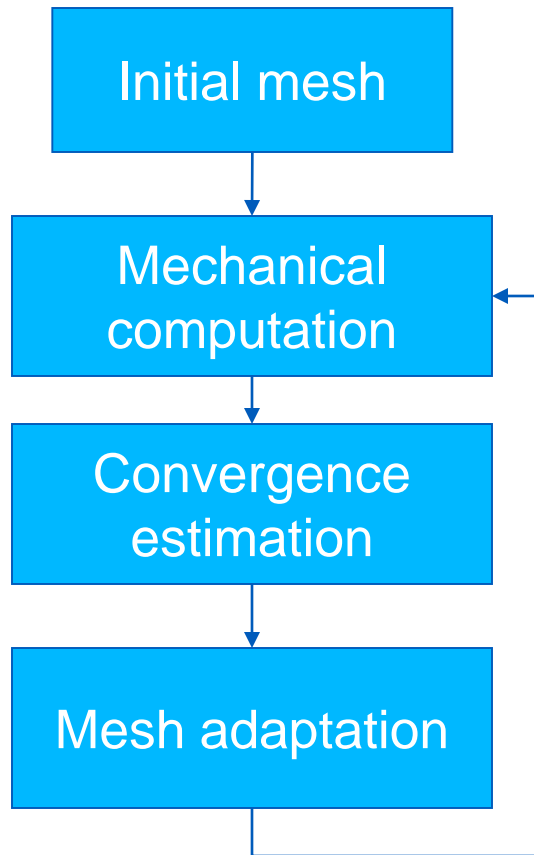 Initial mesh
Mechanical
computation
Convergence
estimation
Mesh adaptation